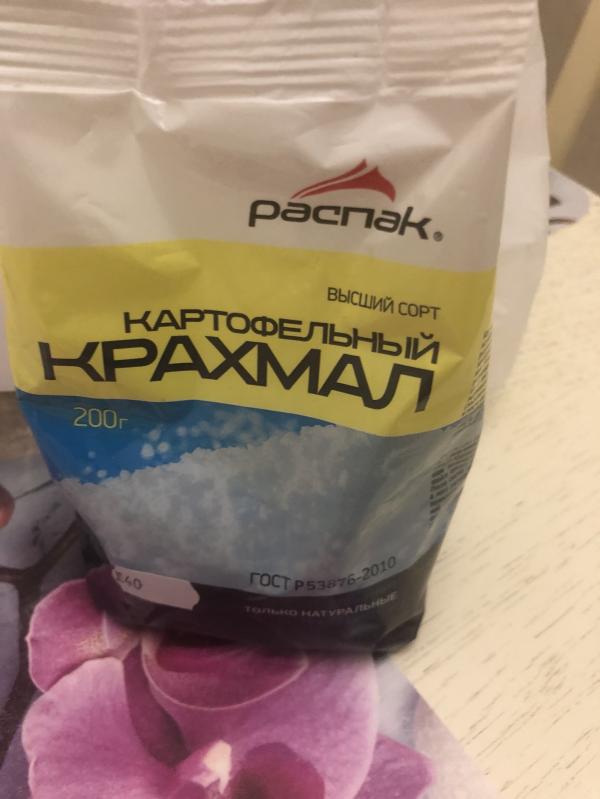 распак®
ВЫСШИЙ СОРТ
КАРТОФЕЛЬНЫЙ
КРАХМАЛ
200г
ГОСТ Р 53876-2010
ТОЛЬКО НАТУРАЛЬНЫЕ